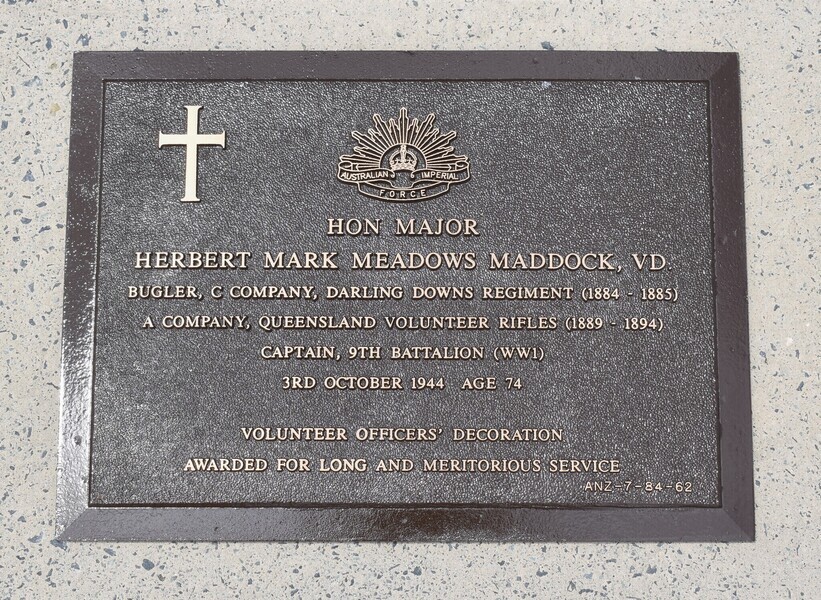 AUSTRALIAN IMPERIAL
FORCE
HON MAJOR
HERBERT MARK MEADOWS MADDOCK, VD.
BUGLER, C COMPANY, DARLING DOWNS REGIMENT (1884 - 1885)
A COMPANY, QUEENSLAND VOLUNTEER RIFLES (1889 - 1894)
CAPTAIN, 9TH BATTALION (WW1)
3RD OCTOBER 1944 AGE 74
VOLUNTEER OFFICERS' DECORATION
AWARDED FOR LONG AND MERITORIOUS SERVICE
ANZ-7-84-62